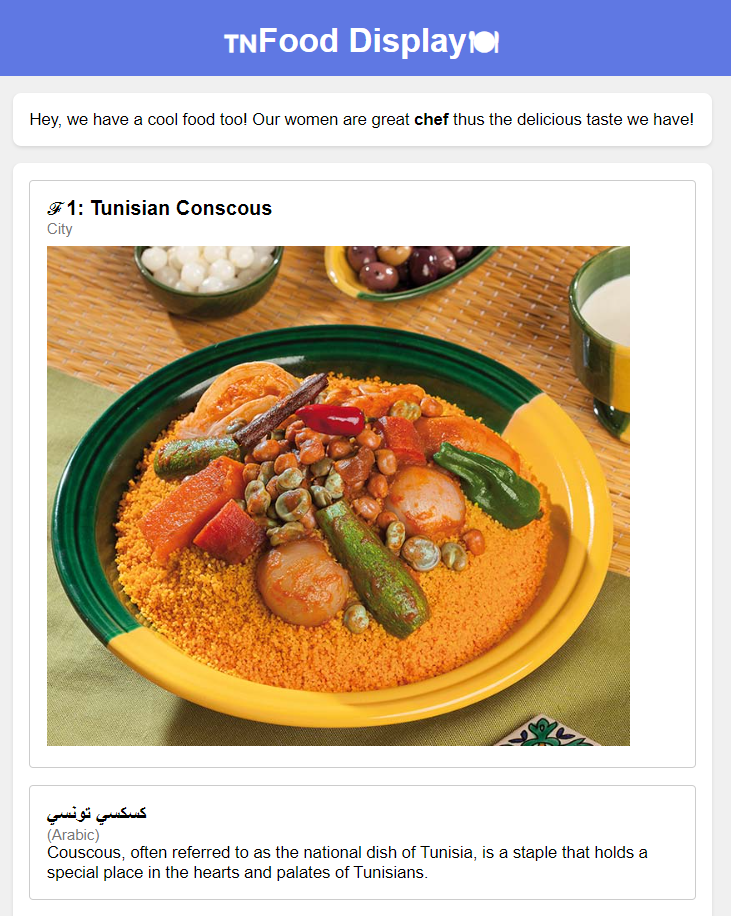 TNFood Display🍽
Hey, we have a cool food too! Our women are great chef thus the delicious taste we have!
ℱ 1: Tunisian Conscous
City
كسكسي تونسي
(Arabic)
Couscous, often referred to as the national dish of Tunisia, is a staple that holds a
special place in the hearts and palates of Tunisians.